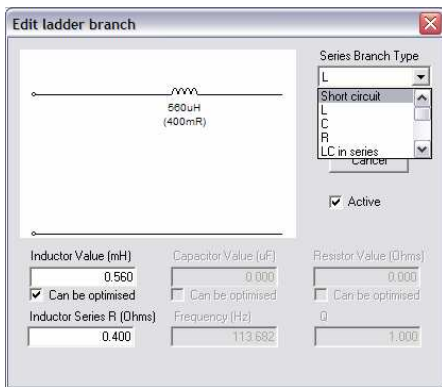 Edit ladder branch
Series Branch Type
L
560uH
(400mR)
Short circuit
L
C
R
LC in series
Cancel
Active
Inductor Value (mH)
Capacitor Value (uF)
Resistor Value (Ohms)
0.560
0.000
0.000
Can be optimised
Can be optimised
Can be optimised
Inductor Series R (Ohms)
Frequency (Hz)
Q
0.400
113.682
1.000